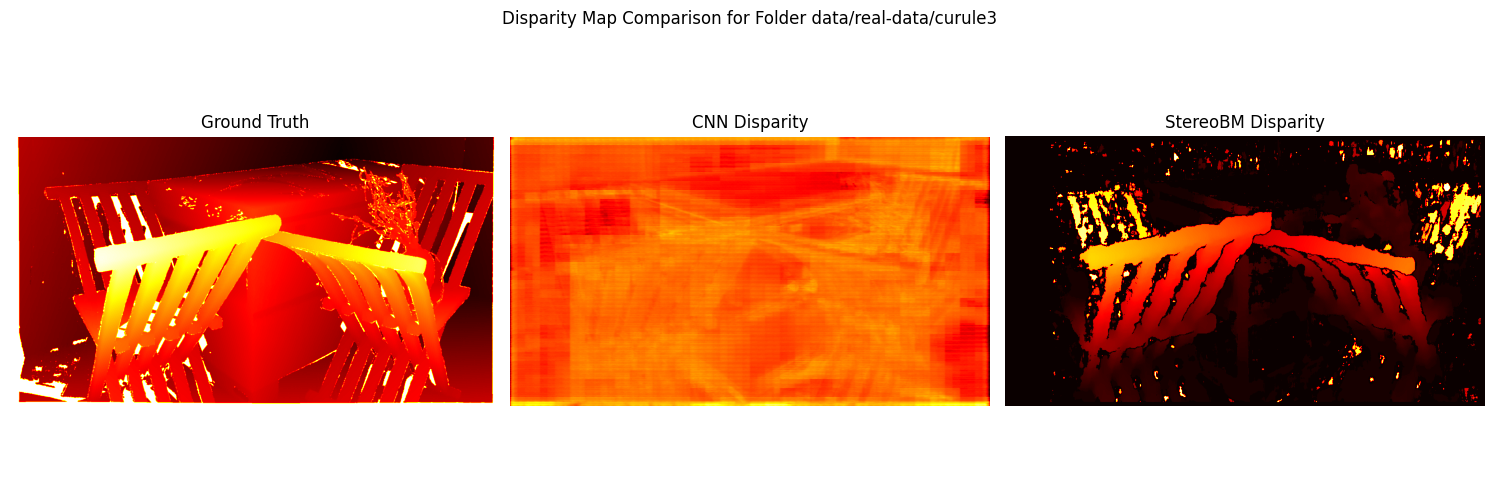 Disparity Map Comparison for Folder data/real-data/curule3
Ground Truth
CNN Disparity
StereoBM Disparity